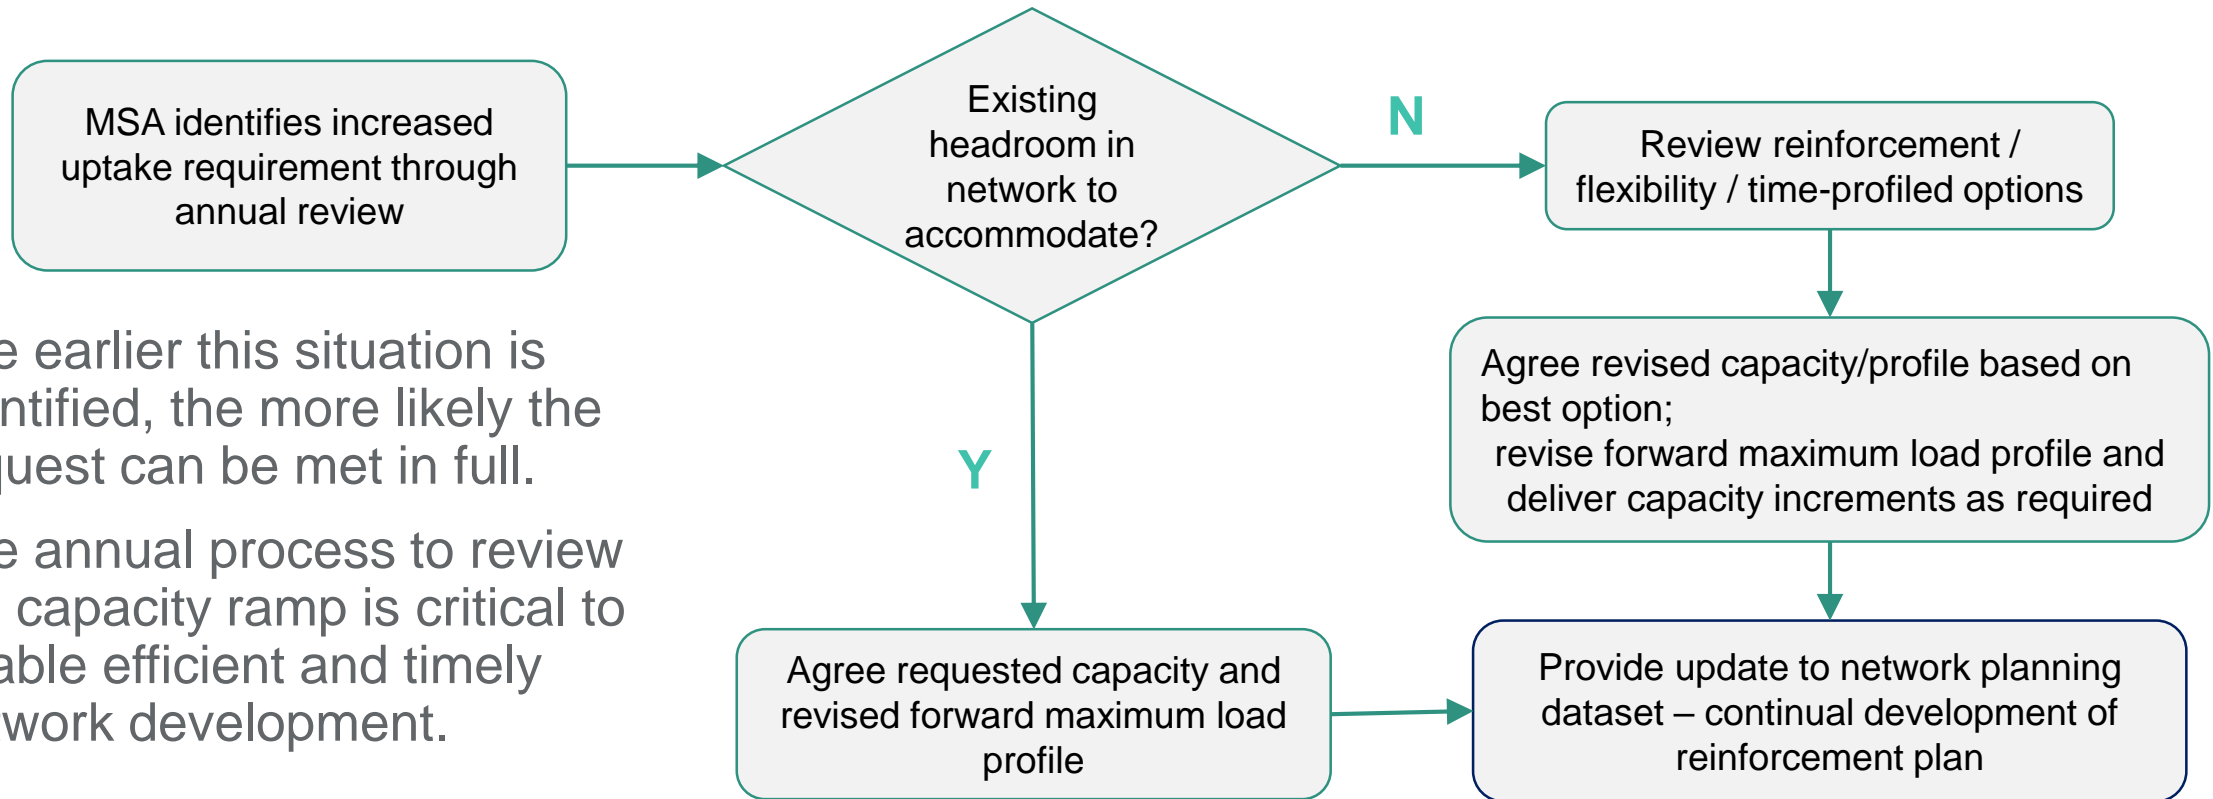 MSA identifies increased
uptake requirement through
annual review
Existing
headroom in
network to
accommodate?
N
Review reinforcement /
flexibility / time-profiled options
Agree revised capacity/profile based on
best option;
revise forward maximum load profile and
deliver capacity increments as required
Y
Agree requested capacity and
revised forward maximum load
profile
Provide update to network planning
dataset – continual development of
reinforcement plan
e earlier this situation is
ntified, the more likely the
quest can be met in full.
e annual process to review
capacity ramp is critical to
able efficient and timely
twork development.